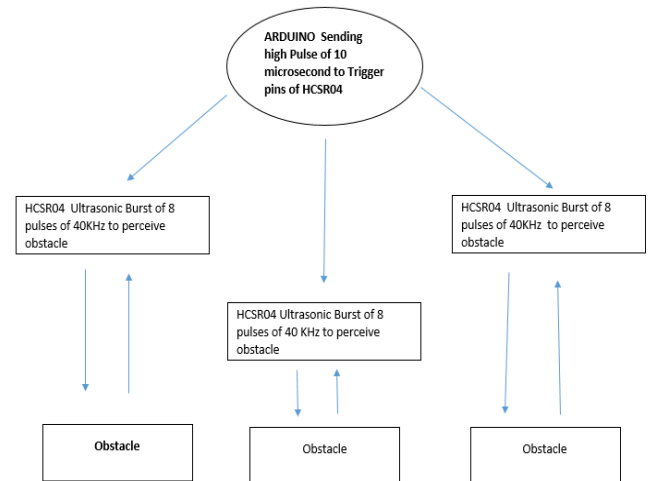 ARDUINO Sending
high Pulse of 10
microsecond to Trigger
pins of HCSR04
HCSR04 Ultrasonic Burst of 8
pulses of 40KHz to perceive
obstacle
HCSR04 Ultrasonic Burst of 8
pulses of 40KHz to perceive
obstacle
HCSR04 Ultrasonic Burst of 8
pulses of 40 KHz to perceive
obstacle
Obstacle
Obstacle
Obstacle